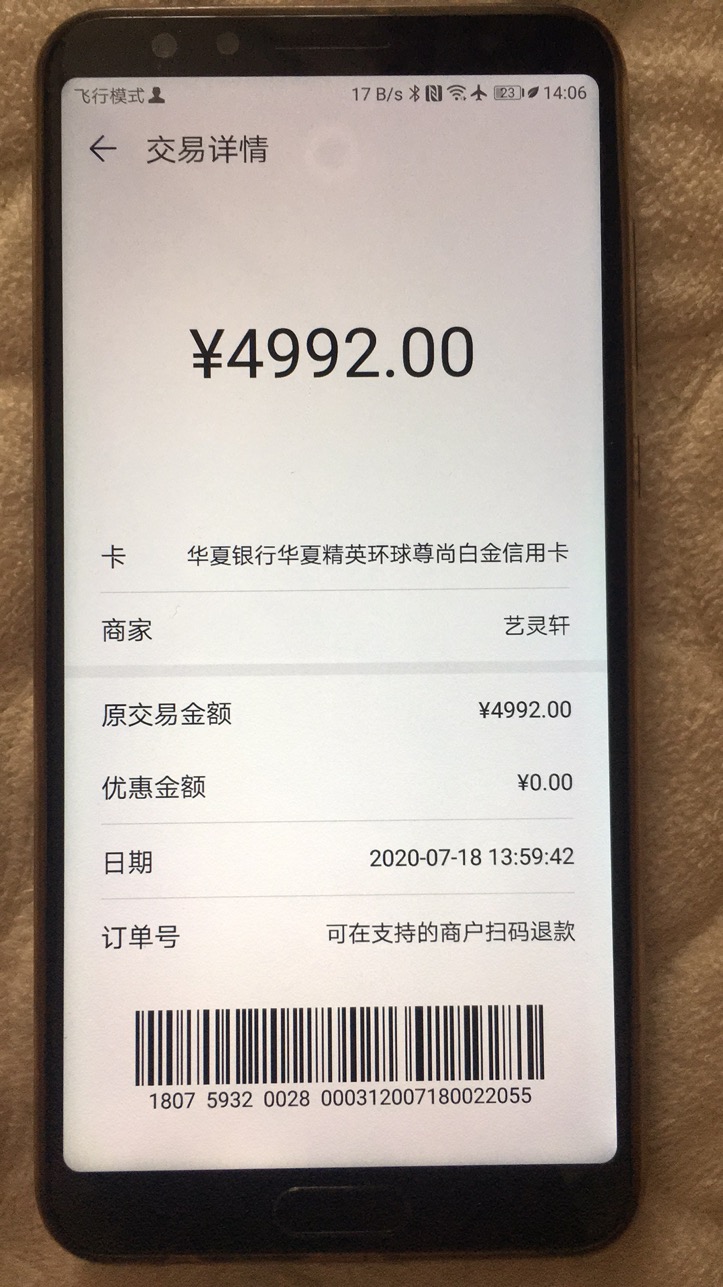 飞行模式 17 B/s 23 14:06
交易详情
¥4992.00
卡 华夏银行华夏精英环球尊尚白金信用卡
商家 艺灵轩
原交易金额 ¥4992.00
优惠金额 ¥0.00
日期 2020-07-18 13:59:42
订单号 可在支持的商户扫码退款
1807 5932 0028 000312007180022055